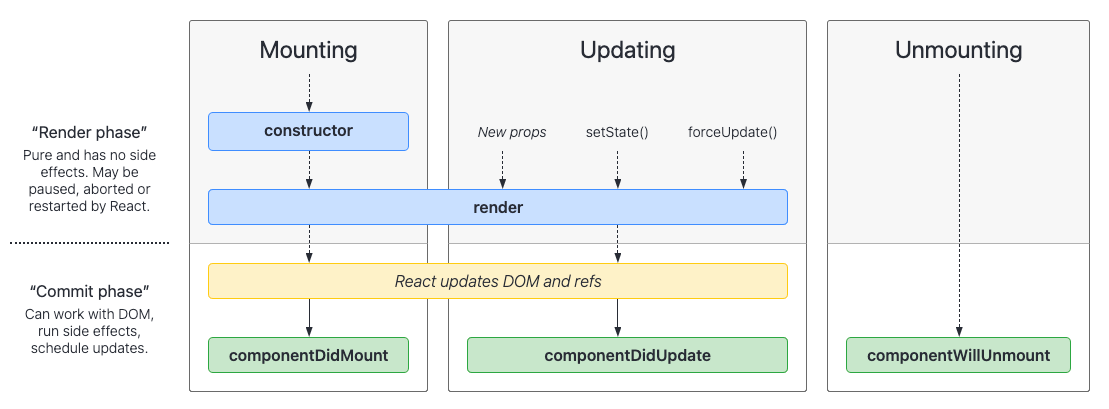 Mounting
Updating
Unmounting
“Render phase”
Pure and has no side
effects. May be
paused, aborted or
restarted by React.
constructor
New props
setState()
forceUpdate()
render
“Commit phase”
Can work with DOM,
run side effects,
schedule updates.
React updates DOM and refs
componentDidMount
componentDidUpdate
componentWillUnmount